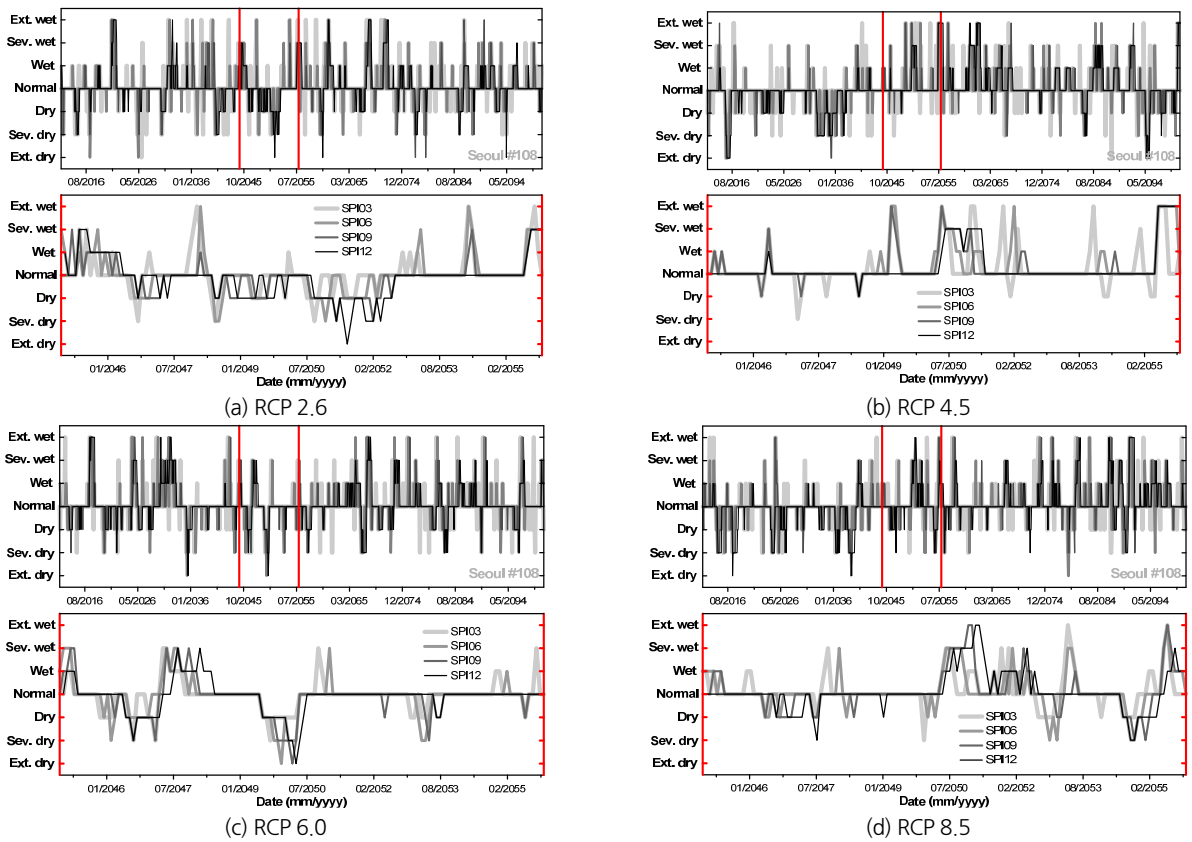 Ext. wet
Sev. wet
Wet
Normal
Dry
Sev. dry
Ext. dry
Seoul #108
08/2016 05/2026 01/2036 10/2045 07/2055 03/2065 12/2074 08/2084 05/2094
Ext. wet
Sev. wet
Wet
Normal
Dry
Sev. dry
Ext. dry
SPI03
SPI06
SPI09
SPI12
01/2046 07/2047 01/2049 07/2050 02/2052 08/2053 02/2055
Date (mm/yyyy)
(a) RCP 2.6
Ext. wet
Sev. wet
Wet
Normal
Dry
Sev. dry
Ext. dry
Seoul #108
08/2016 05/2026 01/2036 10/2045 07/2055 03/2065 12/2074 08/2084 05/2094
Ext. wet
Sev. wet
Wet
Normal
Dry
Sev. dry
Ext. dry
SPI03
SPI06
SPI09
SPI12
01/2046 07/2047 01/2049 07/2050 02/2052 08/2053 02/2055
Date (mm/yyyy)
(b) RCP 4.5
Ext. wet
Sev. wet
Wet
Normal
Dry
Sev. dry
Ext. dry
Seoul #108
08/2016 05/2026 01/2036 10/2045 07/2055 03/2065 12/2074 08/2084 05/2094
Ext. wet
Sev. wet
Wet
Normal
Dry
Sev. dry
Ext. dry
SPI03
SPI06
SPI09
SPI12
01/2046 07/2047 01/2049 07/2050 02/2052 08/2053 02/2055
Date (mm/yyyy)
(c) RCP 6.0
Ext. wet
Sev. wet
Wet
Normal
Dry
Sev. dry
Ext. dry
Seoul #108
08/2016 05/2026 01/2036 10/2045 07/2055 03/2065 12/2074 08/2084 05/2094
Ext. wet
Sev. wet
Wet
Normal
Dry
Sev. dry
Ext. dry
SPI03
SPI06
SPI09
SPI12
01/2046 07/2047 01/2049 07/2050 02/2052 08/2053 02/2055
Date (mm/yyyy)
(d) RCP 8.5